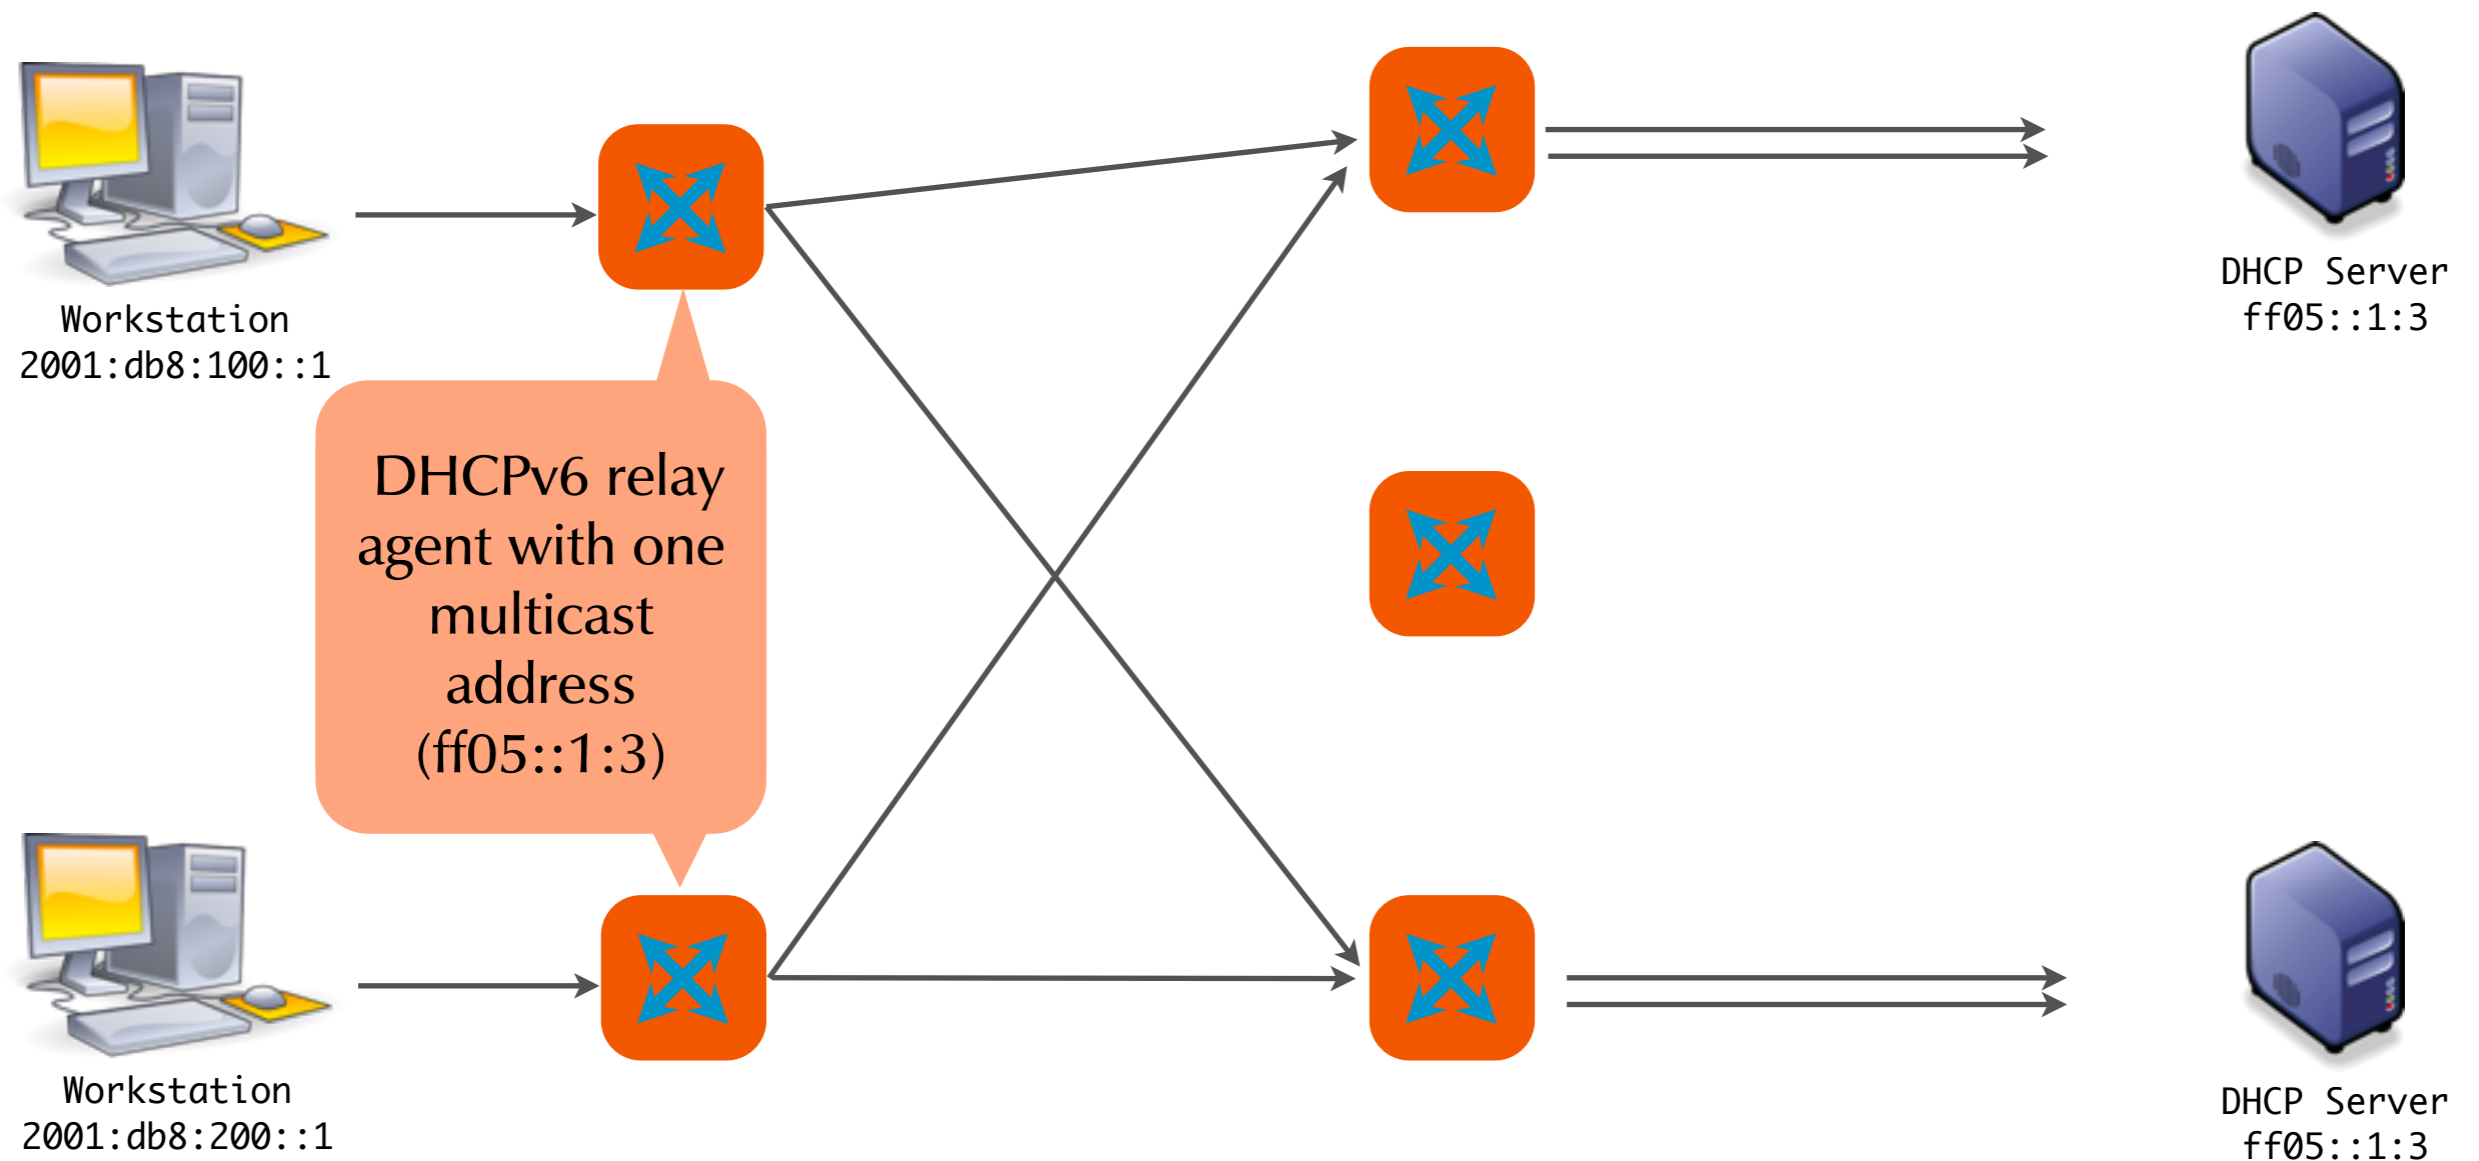 DHCP Server
ff05::1:3
Workstation
2001:db8:100::1
DHCPv6 relay
agent with one
multicast
address
(ff05::1:3)
Workstation
2001:db8:200::1
DHCP Server
ff05::1:3